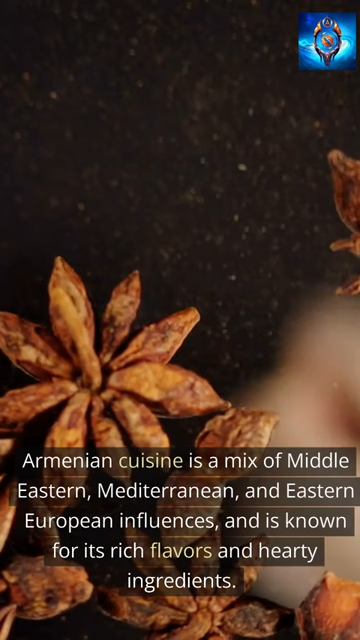 Armenian cuisine is a mix of Middle
Eastern, Mediterranean, and Eastern
European influences, and is known
for its rich flavors and hearty
ingredients.